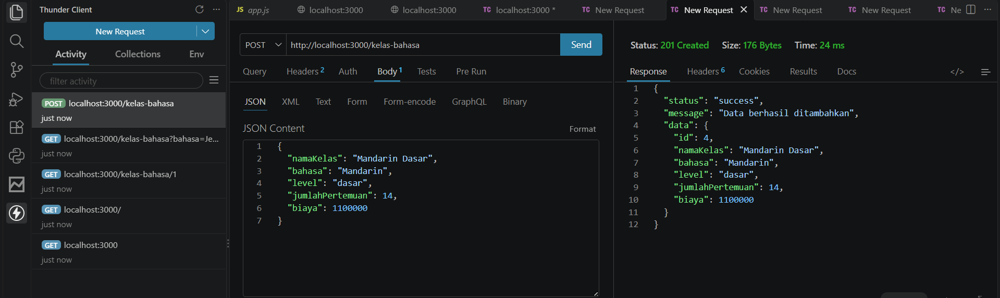 Thunder Client
New Request
Activity Collections Env
filter activity
POST localhost:3000/kelas-bahasa
just now
GET localhost:3000/kelas-bahasa?bahasa=Je...
just now
GET localhost:3000/kelas-bahasa/1
just now
GET localhost:3000/
just now
GET localhost:3000
just now
JS app.js localhost:3000 localhost:3000 TC localhost:3000 * TC New Request TC New Request TC New Request TC New Request TC Ne ...
POST http://localhost:3000/kelas-bahasa Send
Query Headers 2 Auth Body 1 Tests Pre Run
JSON XML Text Form Form-encode GraphQL Binary
JSON Content Format
1 {
2 "namaKelas": "Mandarin Dasar",
3 "bahasa": "Mandarin",
4 "level": "dasar",
5 "jumlahPertemuan": 14,
6 "biaya": 1100000
7 }
Status: 201 Created Size: 176 Bytes Time: 24 ms
Response Headers 6 Cookies Results Docs </>
1 {
2 "status": "success",
3 "message": "Data berhasil ditambahkan",
4 "data": {
5 "id": 4,
6 "namaKelas": "Mandarin Dasar",
7 "bahasa": "Mandarin",
8 "level": "dasar",
9 "jumlahPertemuan": 14,
10 "biaya": 1100000
11 }
12 }